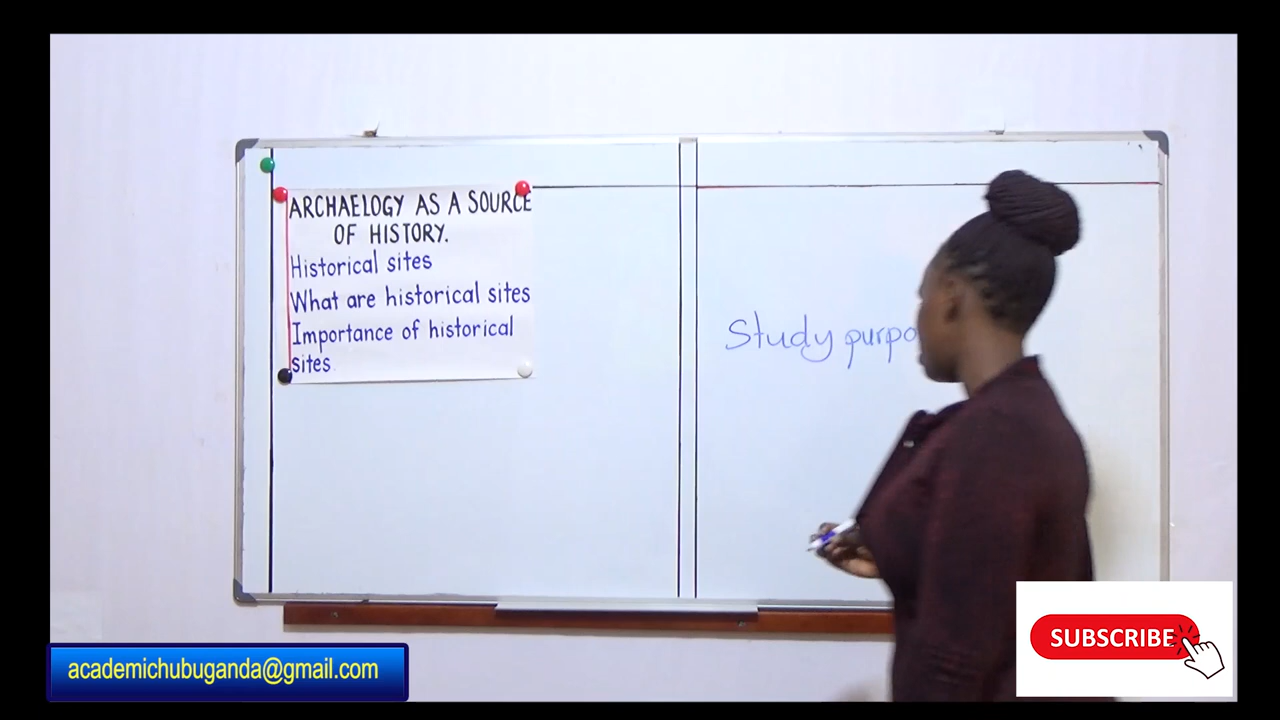 ARCHAELOGY AS A SOURCE
OF HISTORY.
Historical sites
What are historical sites
Importance of historical
sites
Study
SUBSCRIBE
academichubuganda@gmail.com